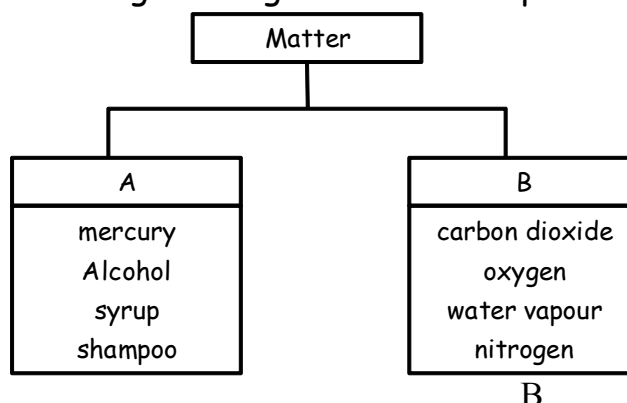 Matter
A
mercury
Alcohol
syrup
shampoo
B
carbon dioxide
oxygen
water vapour
nitrogen
B